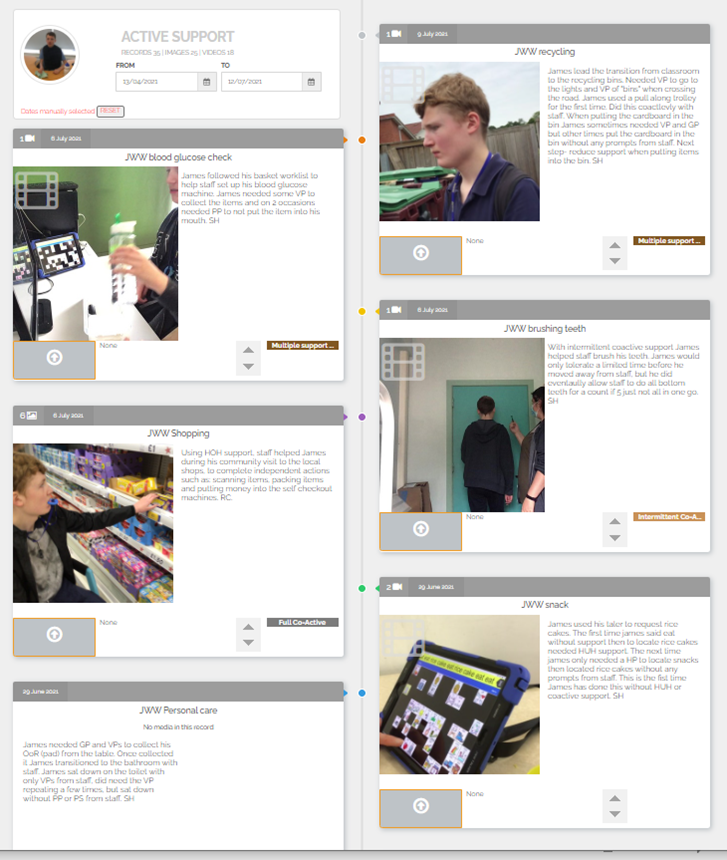 ACTIVE SUPPORT
RECORDS 35 | IMAGES 25 | VIDEOS 18
FROM
TO
13/04/2021
12/07/2021
Dates manually selected RESET
1
8 July 2021
JWW blood glucose check
James followed his basket worklist to
help staff set up his blood glucose
machine. James needed some VP to
collect the items and on 2 occasions
needed PP to not put the item into his
mouth. SH
None
Multiple support ...
6
6 July 2021
JWW Shopping
Using HOH support, staff helped James
during his community visit to the local
shops, to complete independent actions
such as; scanning items, packing items
and putting money into the self checkout
machines. RC.
None
Full Co-Active
29 June 2021
JWW Personal care
No media in this record
James needed GP and VPs to collect his
OoR (pad) from the table. Once collected
it James transitioned to the bathroom with
staff. James sat down on the toilet with
only VPs from staff, did need the VP
repeating a few times, but sat down
without PP or PS from staff. SH
1
9 July 2021
JWW recycling
James lead the transition from classroom
to the recycling bins. Needed VP to go to
the lights and VP of "bins" when crossing
the road. James used a pull along trolley
for the first time. Did this coactlovly with
staff. When putting the cardboard in the
bin James sometimes needed VP and GP
but other times put the cardboard in the
bin without any prompts from staff. Next
step- reduce support when putting items
into the bin. SH
None
Multiple support ...
1
6 July 2021
JWW brushing teeth
With intermittent coactive support James
helped staff brush his teeth. James would
only tolerate a limited time before he
moved away from staff, but he did
eventaully allow staff to do all bottom
teeth for a count if 5 just not all in one go.
SH
None
Intermittent Co-A...
2
29 June 2021
JWW snack
James used his taler to request rice
cakes. The first time james said eat
without support then to locate rice cakes
needed HUH support. The next time
james only needed a HP to locate snacks
then located rice cakes without any
prompts from staff. This is the fist time
James has done this without HUH or
coactive support. SH
None